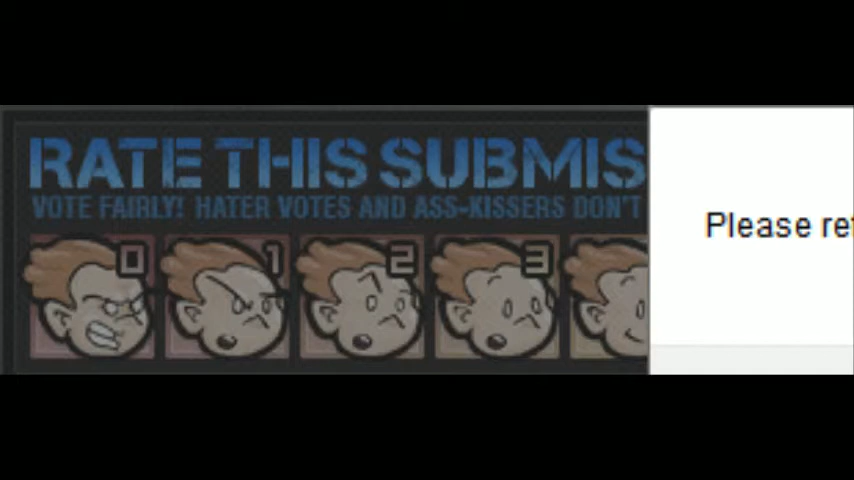 RATE THIS SUBMIS
VOTE FAIRLY! HATER VOTES AND ASS-KISSERS DON'T
0 1 2 3
Please re